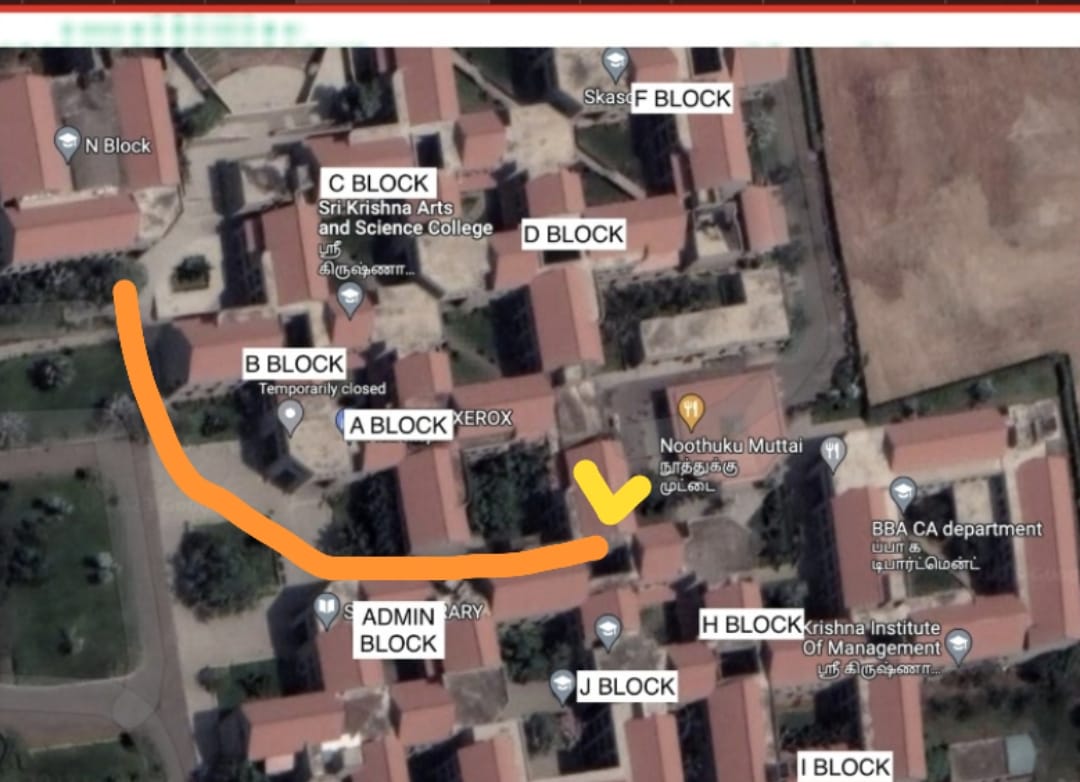 F BLOCK
N Block
C BLOCK
Sri Krishna Arts
and Science College
ஸ்ரீ
கிருஷ்ணா...
D BLOCK
B BLOCK
Temporarily closed
A BLOCK
XEROX
Noothuku Muttai
நூத்துக்கு
முட்டை
BBA CA department
பிபா க
டிபார்ட்மென்ட்
ADMIN
BLOCK
H BLOCK
Krishna Institute
Of Management
ஸ்ரீ கிருஷ்ணா...
J BLOCK
I BLOCK